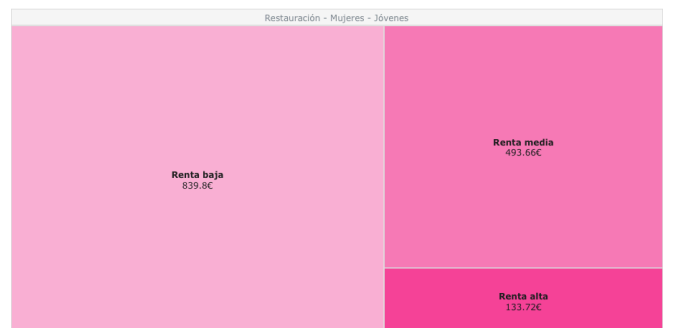 Restauración - Mujeres - Jóvenes
Renta baja
839.8€
Renta media
493.66€
Renta alta
133.72€